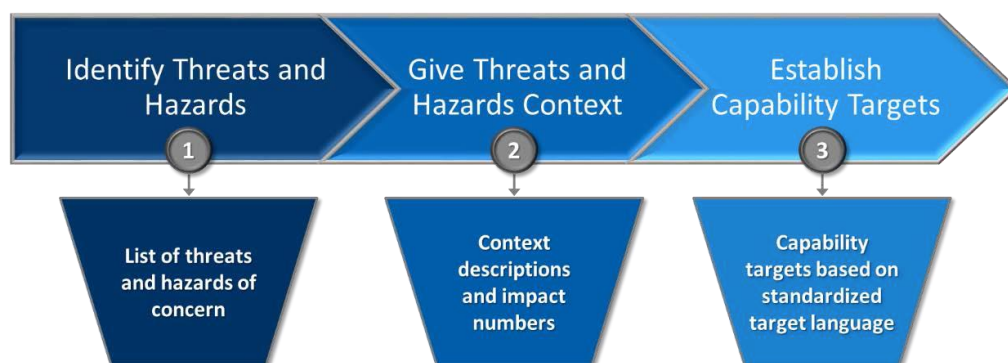 Identify Threats and
Hazards
1
Give Threats and
Hazards Context
2
Establish
Capability Targets
3
List of threats
and hazards of
concern
Context
descriptions
and impact
numbers
Capability
targets based on
standardized
target language